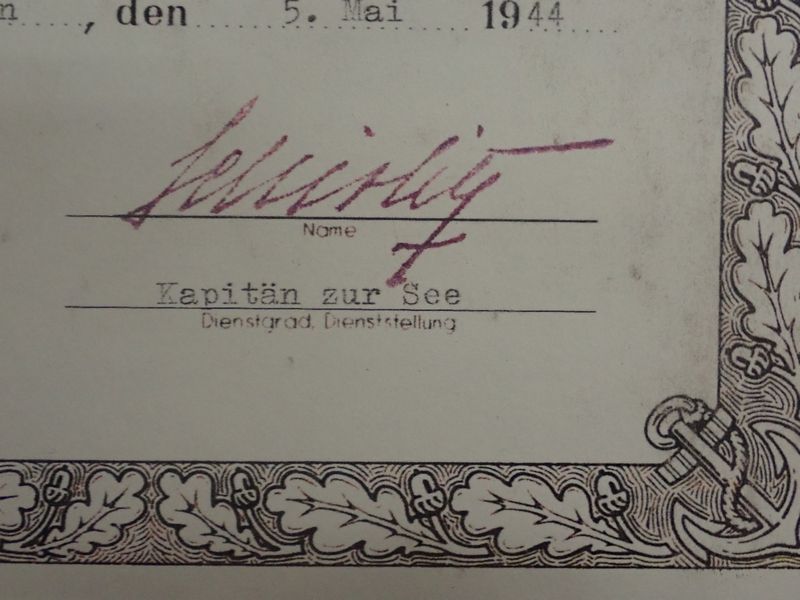 n , den 5. Mai 1944
Name
Kapitän zur See
Dienstgrad, Dienststellung